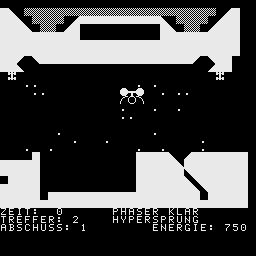 ZEIT:  0     PHASER KLAR
TREFFER: 2   HYPERSPRUNG
ABSCHUSS: 1       ENERGIE: 750